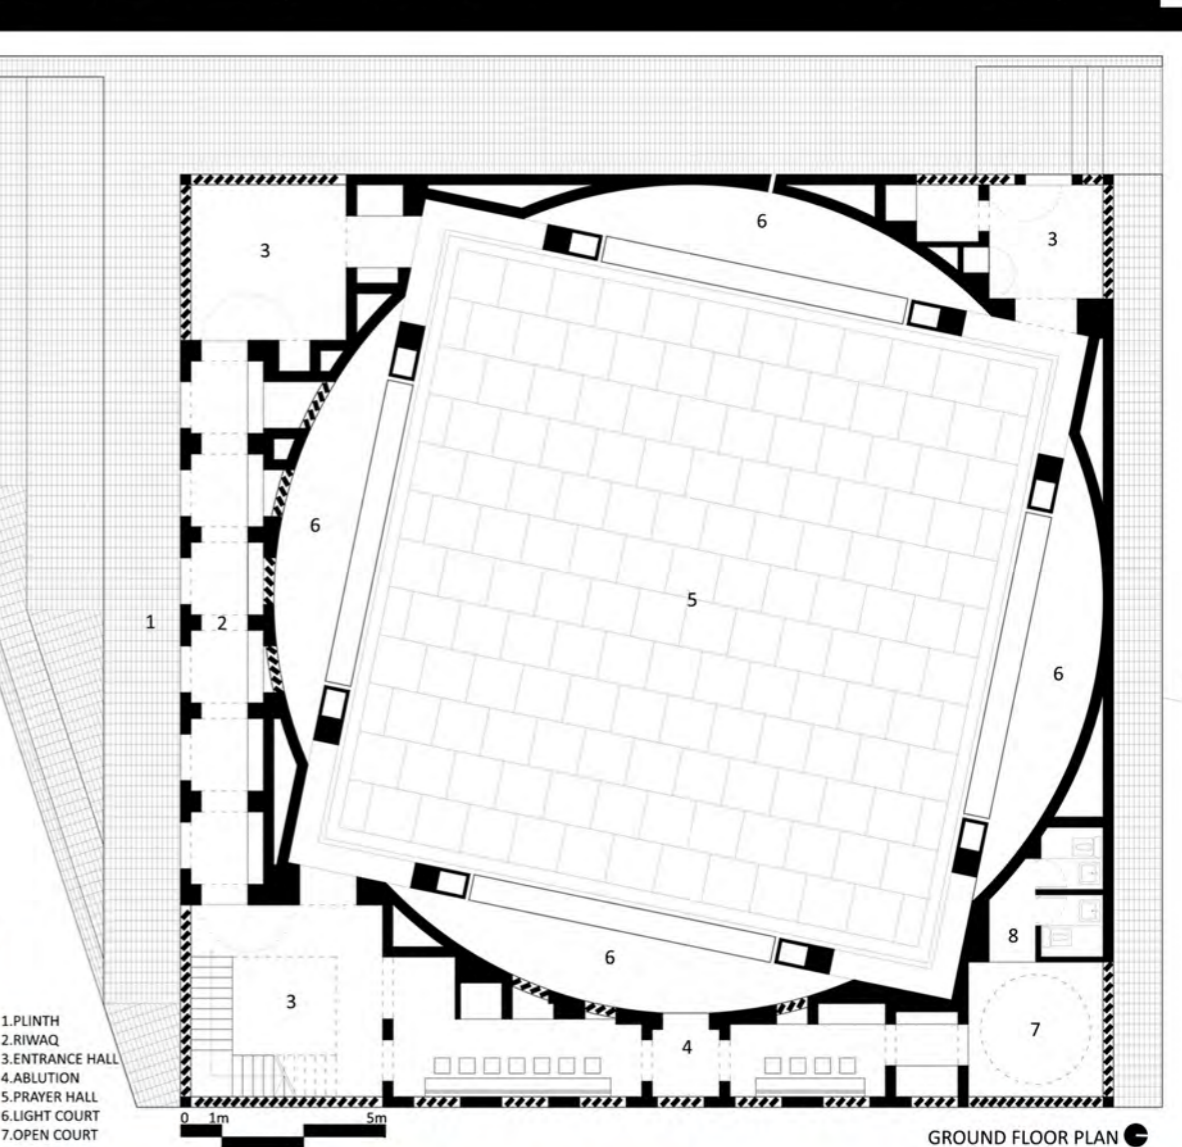 6
3
3
6
5
1
2
6
8
6
3
7
4
1.PLINTH
2.RIWAQ
3.ENTRANCE HALL
4.ABLUTION
5.PRAYER HALL
6.LIGHT COURT
7.OPEN COURT
0 1m 5m
GROUND FLOOR PLAN